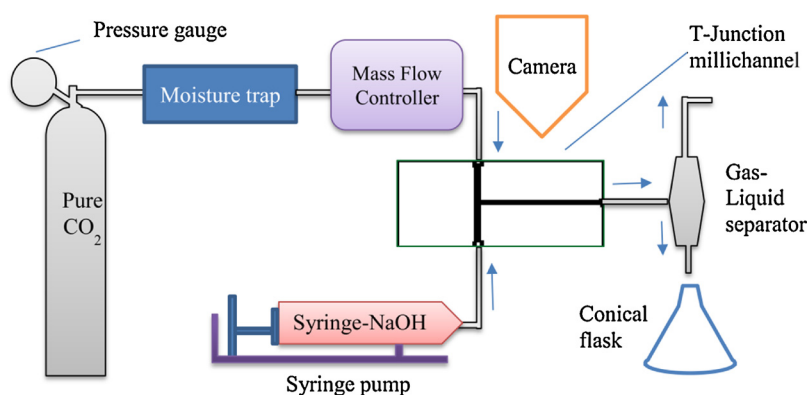 Pressure gauge
T-Junction
millichannel
Camera
Mass Flow
Controller
Moisture trap
Pure
CO₂
Gas-
Liquid
separator
Syringe-NaOH
Conical
flask
Syringe pump